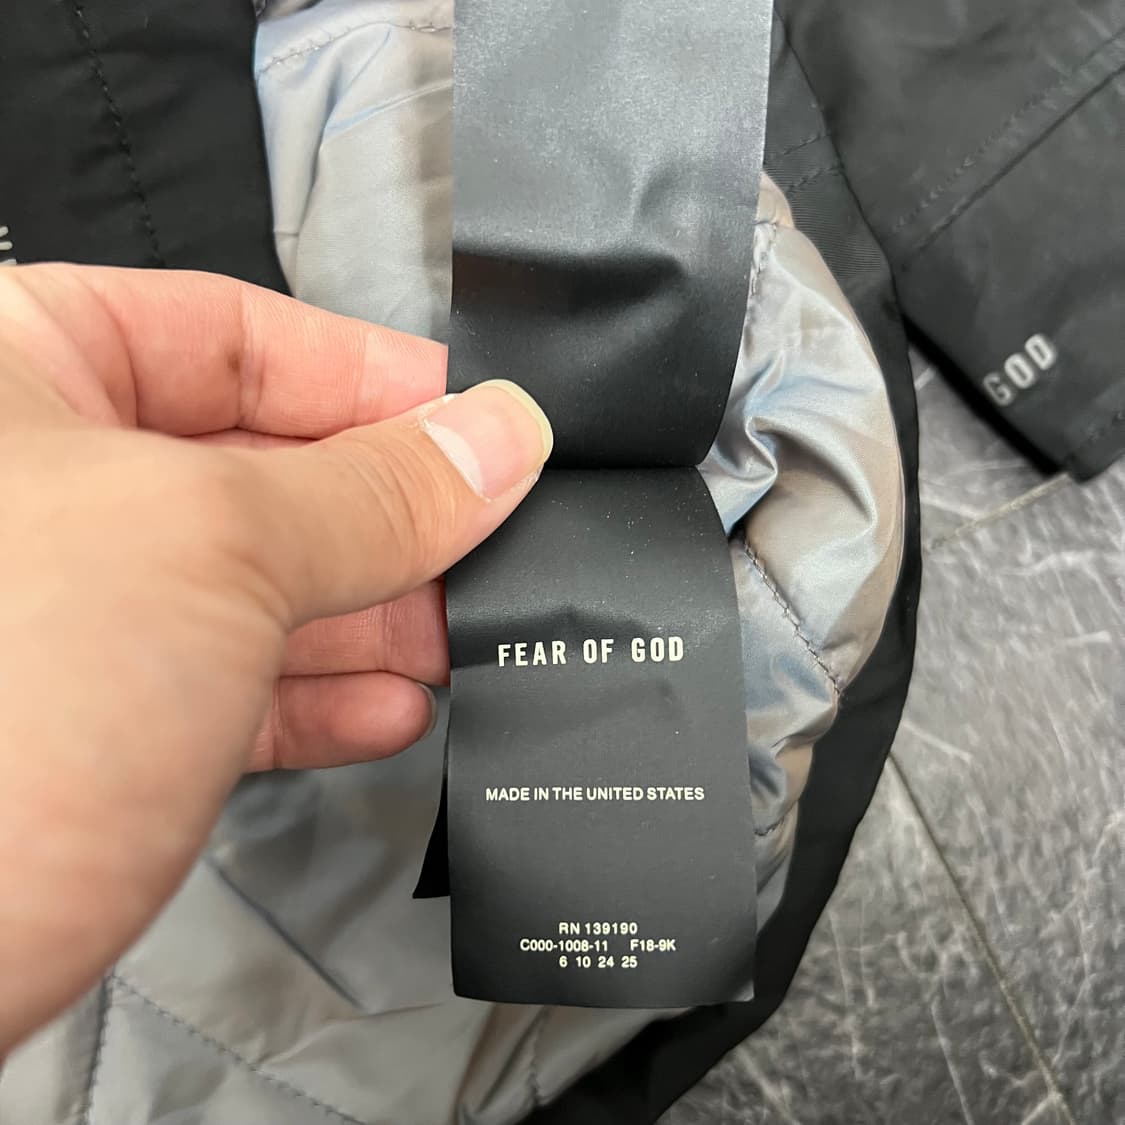 GOD
FEAR OF GOD
MADE IN THE UNITED STATES
RN 139190
C000-1008-11 F18-9K
6 10 24 25